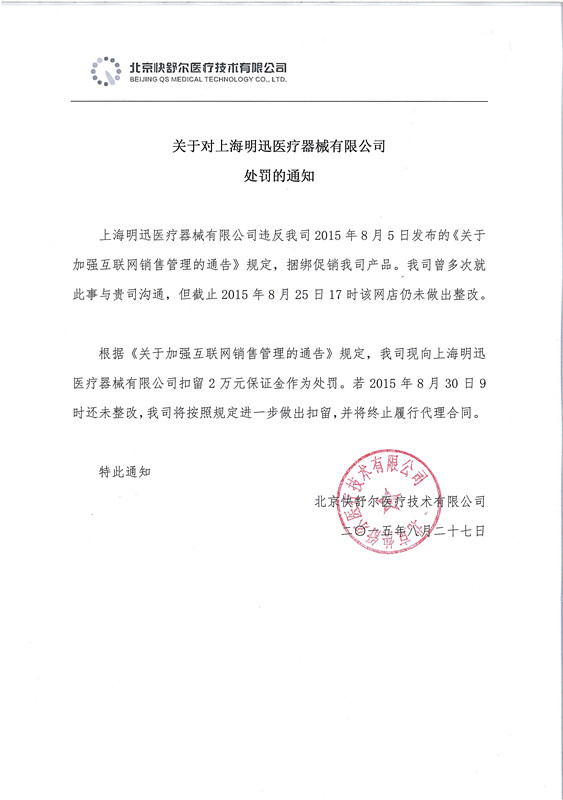 北京快舒尔医疗技术有限公司
BEIJING QS MEDICAL TECHNOLOGY CO., LTD.
关于对上海明迅医疗器械有限公司
处罚的通知
上海明迅医疗器械有限公司违反我司 2015 年 8 月 5 日发布的《关于
加强互联网销售管理的通告》规定，捆绑促销我司产品。我司曾多次就
此事与贵司沟通，但截止 2015 年 8 月 25 日 17 时该网店仍未做出整改。
根据《关于加强互联网销售管理的通告》规定，我司现向上海明迅
医疗器械有限公司扣留 2 万元保证金作为处罚。若 2015 年 8 月 30 日 9
时还未整改，我司将按照规定进一步做出扣留，并将终止履行代理合同。
特此通知
北京快舒尔医疗技术有限公司
二〇一五年八月二十七日
北京快舒尔医疗技术有限公司